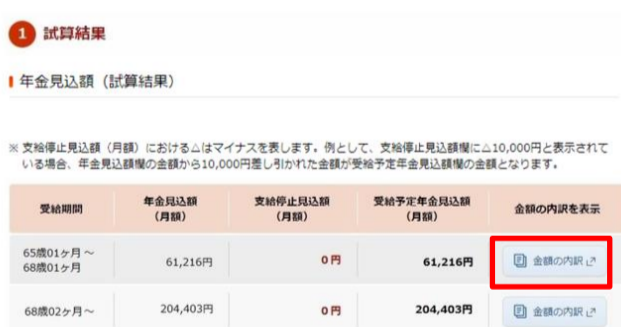 1 試算結果
年金見込額（試算結果）
※ 支給停止見込額（月額）における△はマイナスを表します。例として、支給停止見込額欄に△10,000円と表示されて
いる場合、年金見込額欄の金額から10,000円差し引かれた金額が受給予定年金見込額欄の金額となります。
受給期間 年金見込額（月額） 支給停止見込額（月額） 受給予定年金見込額（月額） 金額の内訳を表示
65歳01ヶ月～
68歳01ヶ月 61,216円 0円 61,216円 金額の内訳
68歳02ヶ月～ 204,403円 0円 204,403円 金額の内訳